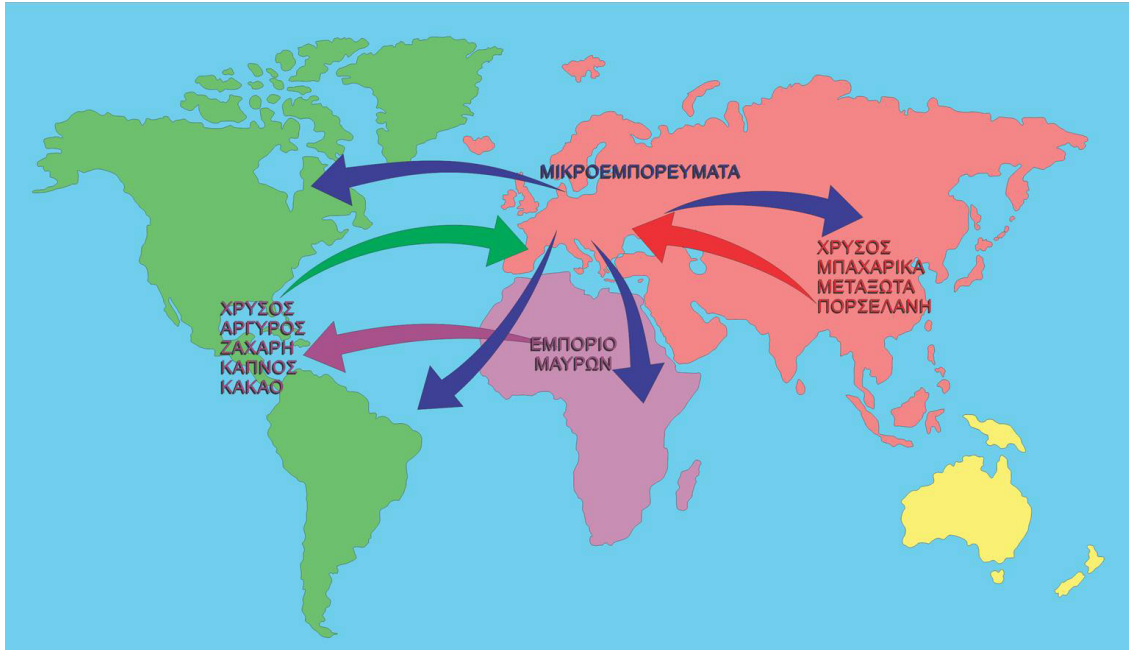 ΜΙΚΡΟΕΜΠΟΡΕΥΜΑΤΑ
ΧΡΥΣΟΣ
ΜΠΑΧΑΡΙΚΑ
ΜΕΤΑΞΩΤΑ
ΠΟΡΣΕΛΑΝΗ
ΧΡΥΣΟΣ
ΑΡΓΥΡΟΣ
ΖΑΧΑΡΗ
ΚΑΠΝΟΣ
ΚΑΚΑΟ
ΕΜΠΟΡΙΟ
ΜΑΥΡΩΝ